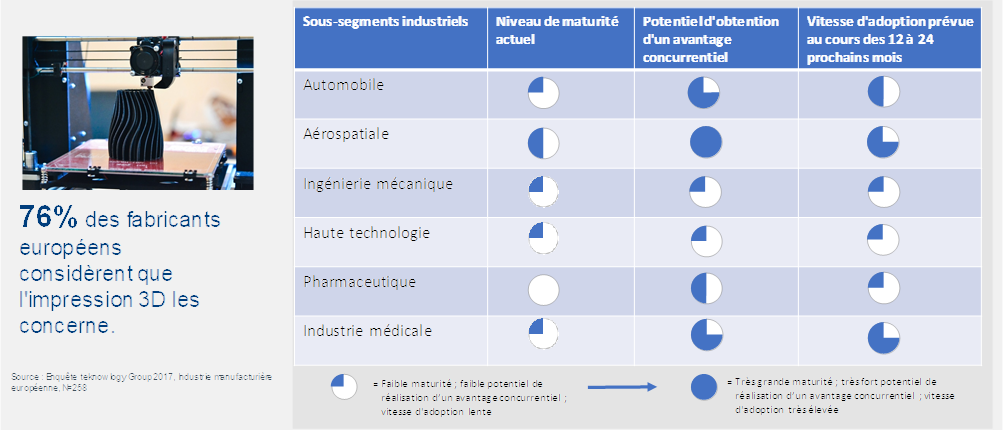 76% des fabricants
européens
considèrent que
l'impression 3D les
concerne.
Source : Enquête teknowlogy Group 2017, Industrie manufacturière
européenne, N=258
Sous-segments industriels
Niveau de maturité
actuel
Potentiel d'obtention
d'un avantage
concurrentiel
Vitesse d'adoption prévue
au cours des 12 à 24
prochains mois
Automobile
Aérospatiale
Ingénierie mécanique
Haute technologie
Pharmaceutique
Industrie médicale
= Faible maturité ; faible potentiel de
réalisation d'un avantage concurrentiel ;
vitesse d'adoption lente
= Très grande maturité ; très fort potentiel de
réalisation d'un avantage concurrentiel ; vitesse
d'adoption très élevée